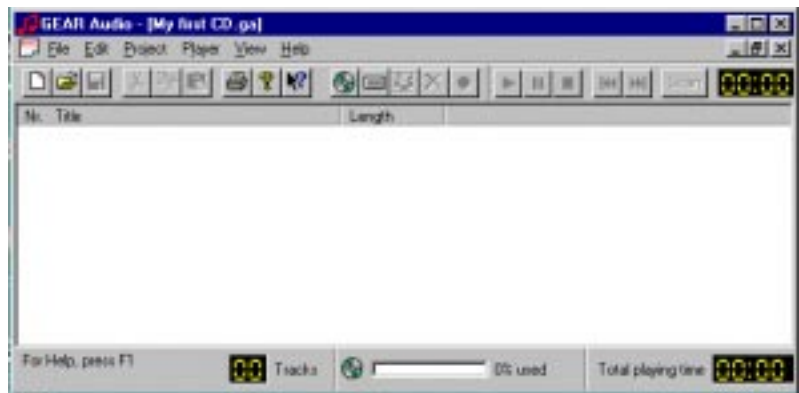 GEAR Audio - [My first CD.ga]
File Edit Project Player View Help
00:00
Nr. Title Length
For Help, press F1 00 Tracks 0% used Total playing time 00:00